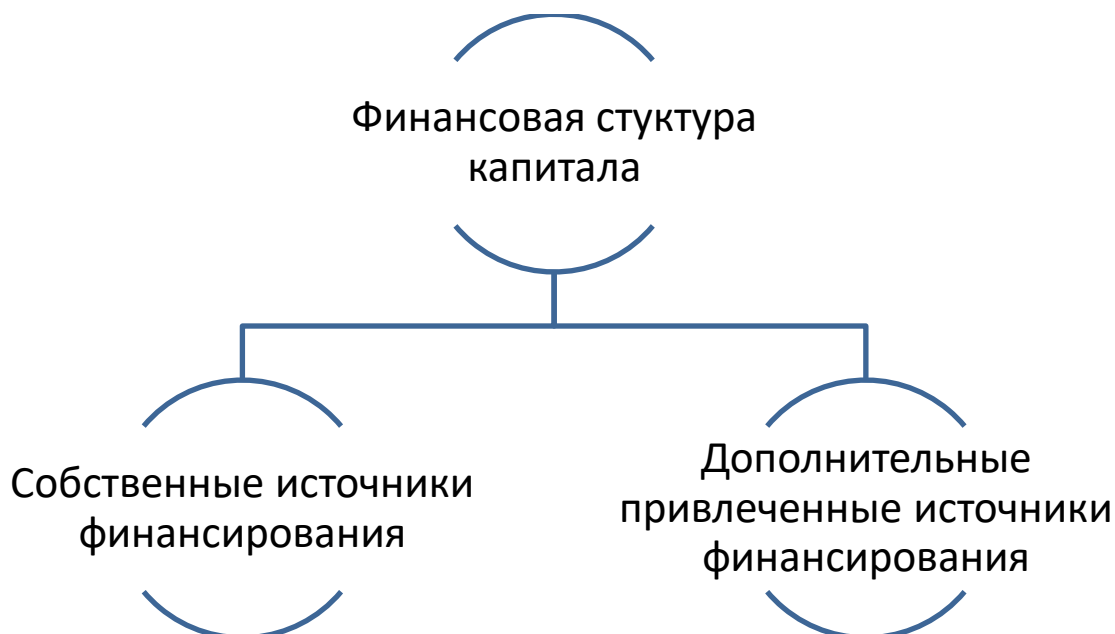 Финансовая стуктура
капитала
Собственные источники
финансирования
Дополнительные
привлеченные источники
финансирования